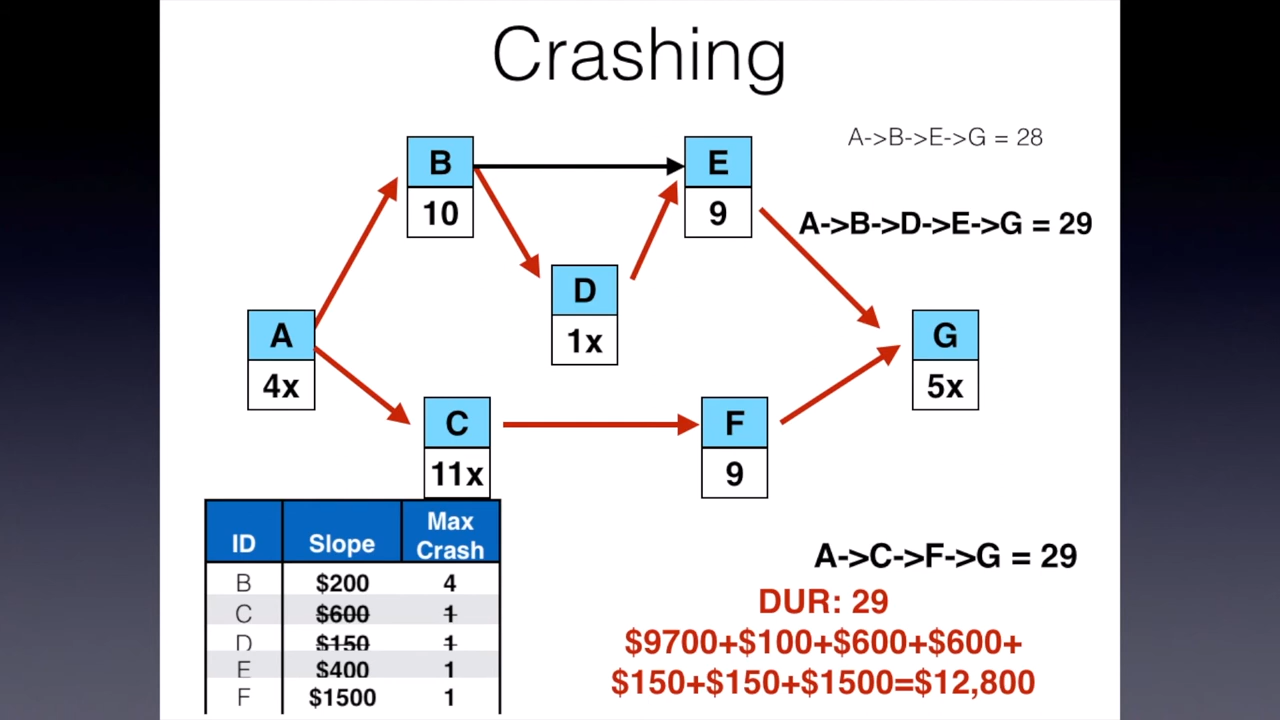 Crashing
A->B->E->G = 28
B
10
E
9
A->B->D->E->G = 29
D
1x
A
4x
G
5x
C
11x
F
9
ID Slope Max Crash
B $200 4
C $600 1
D $150 1
E $400 1
F $1500 1
A->C->F->G = 29
DUR: 29
$9700+$100+$600+$600+
$150+$150+$1500=$12,800